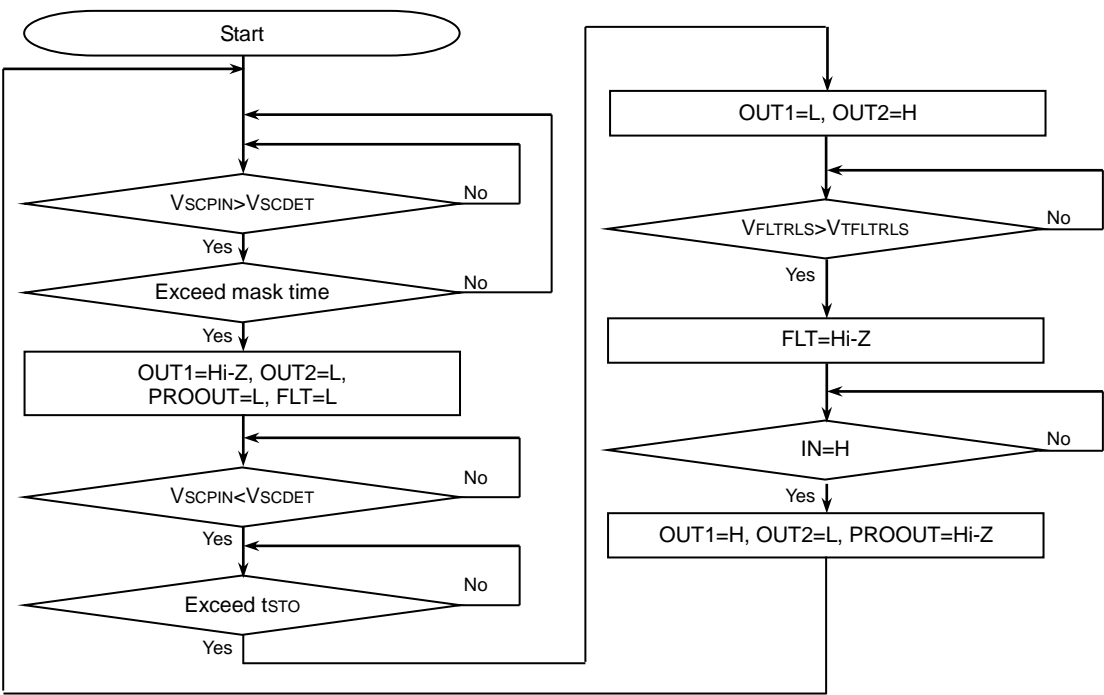 Start
VSCPIN>VSCDET
No
Yes
Exceed mask time
No
Yes
OUT1=Hi-Z, OUT2=L,
PROOUT=L, FLT=L
VSCPIN<VSCDET
No
Yes
Exceed tSTO
No
Yes
OUT1=L, OUT2=H
VFLTRLS>VTFLTRLS
No
Yes
FLT=Hi-Z
IN=H
No
Yes
OUT1=H, OUT2=L, PROOUT=Hi-Z